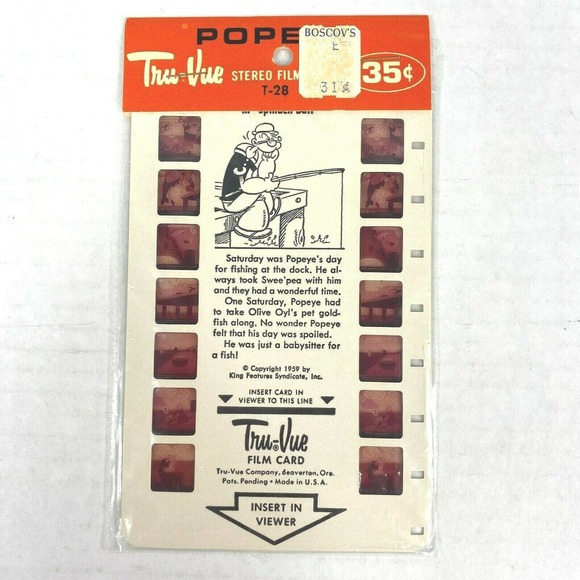 POPE
BOSCOV'S
E
31¢
Tru-Vue STEREO FILM
35¢
T-28
Saturday was Popeye's day
for fishing at the dock. He al-
ways took Swee'pea with him
and they had a wonderful time.
One Saturday, Popeye had
to take Olive Oyl's pet gold-
fish along. No wonder Popeye
felt that his day was spoiled.
He was just a babysitter for
a fish!
© Copyright 1959 by
King Features Syndicate, Inc.
INSERT CARD IN
VIEWER TO THIS LINE
Tru-Vue
®
FILM CARD
Tru-Vue Company, Beaverton, Ore.
Pats. Pending • Made in U.S.A.
INSERT IN
VIEWER